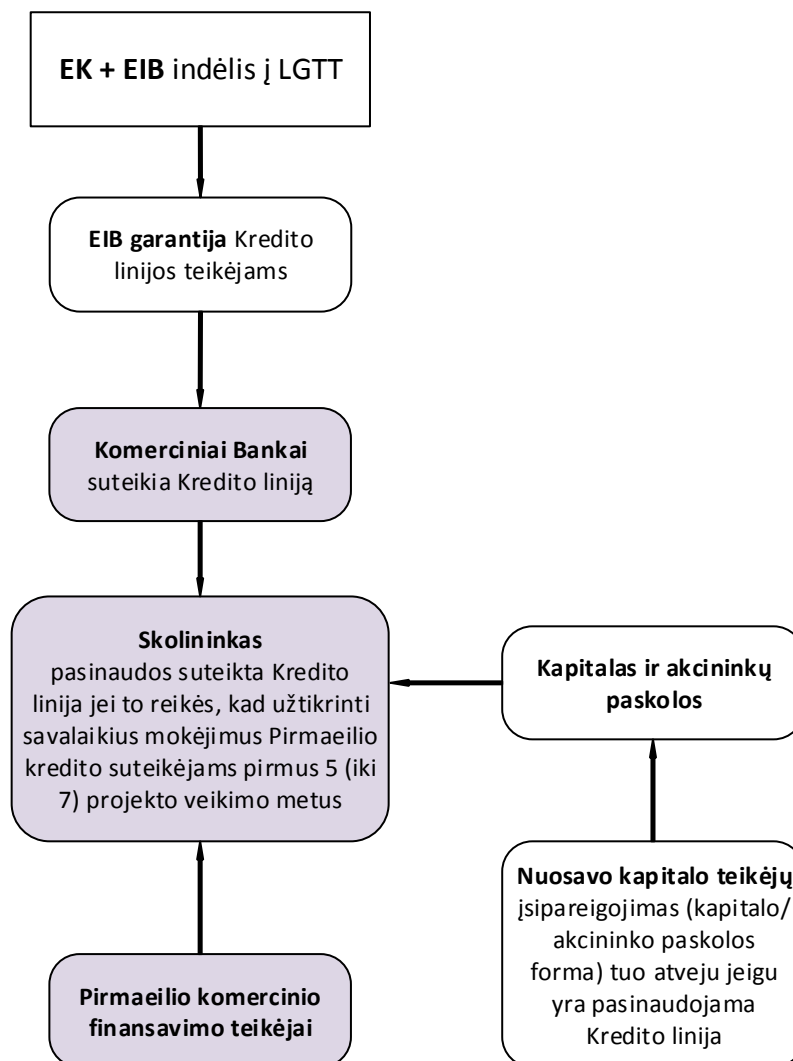 EK + EIB indėlis į LGTT
EIB garantija Kredito
linijos teikėjams
Komerciniai Bankai
suteikia Kredito liniją
Skolininkas
pasinaudos suteikta Kredito
linija jei to reikės, kad užtikrinti
savalaikius mokėjimus Pirmaeilio
kredito suteikėjams pirmus 5 (iki
7) projekto veikimo metus
Kapitalas ir akcininkų
paskolos
Nuosavo kapitalo teikėjų
įsipareigojimas (kapitalo/
akcininko paskolos
forma) tuo atveju jeigu
yra pasinaudojama
Kredito linija
Pirmaeilio komercinio
finansavimo teikėjai